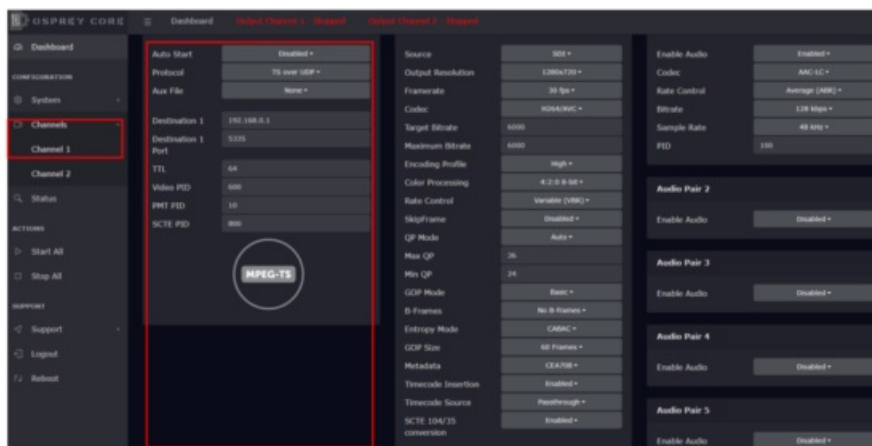 OSPREY CORE
Dashboard
Output Channel 1 - Stopped
Output Channel 2 - Stopped
Dashboard
CONFIGURATION
System
Channels
Channel 1
Channel 2
Status
ACTIONS
Start All
Stop All
SUPPORT
Support
Logout
Reboot
Auto Start Disabled
Protocol TS over UDP
Aux File None
Destination 1 192.168.0.1
Destination 1 Port 5335
TTL 64
Video PID 600
PMT PID 10
SCTE PID 800
MPEG-TS
Source SDI
Output Resolution 1280x720
Framerate 30 fps
Codec H264/AVC
Target Bitrate 6000
Maximum Bitrate 6000
Encoding Profile High
Color Processing 4:2:0 8-bit
Rate Control Variable (VBR)
SkipFrame Disabled
QP Mode Auto
Max QP 36
Min QP 24
GOP Mode Basic
B-Frames No B-frames
Entropy Mode CABAC
GOP Size 60 Frames
Metadata CEA708
Timecode Insertion Enabled
Timecode Source Passthrough
SCTE 104/35 conversion Enabled
Enable Audio Enabled
Codec AAC-LC
Rate Control Average (ABR)
Bitrate 128 kbps
Sample Rate 48 kHz
PID 100
Audio Pair 2
Enable Audio Disabled
Audio Pair 3
Enable Audio Disabled
Audio Pair 4
Enable Audio Disabled
Audio Pair 5
Enable Audio Disabled